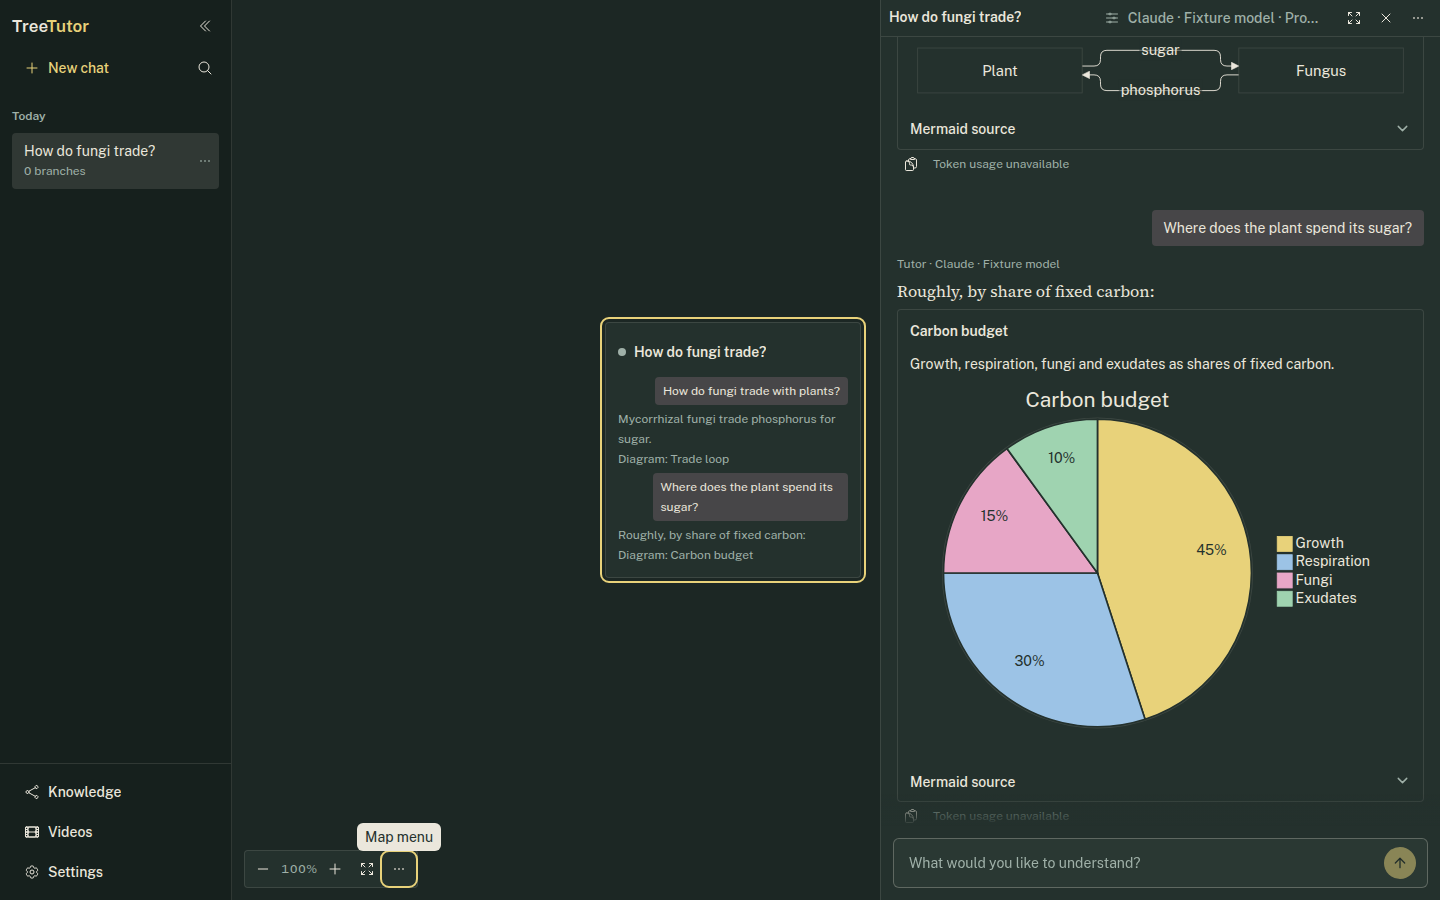 TreeTutor
New chat
Today
How do fungi trade?
0 branches
Knowledge
Videos
Settings
How do fungi trade?
How do fungi trade with plants?
Mycorrhizal fungi trade phosphorus for
sugar.
Diagram: Trade loop
Where does the plant spend its
sugar?
Roughly, by share of fixed carbon:
Diagram: Carbon budget
Map menu
100%
How do fungi trade?
Claude · Fixture model · Pro...
sugar
Plant
Fungus
phosphorus
Mermaid source
Token usage unavailable
Where does the plant spend its sugar?
Tutor · Claude · Fixture model
Roughly, by share of fixed carbon:
Carbon budget
Growth, respiration, fungi and exudates as shares of fixed carbon.
Carbon budget
10%
15%
45%
30%
Growth
Respiration
Fungi
Exudates
Mermaid source
Token usage unavailable
What would you like to understand?